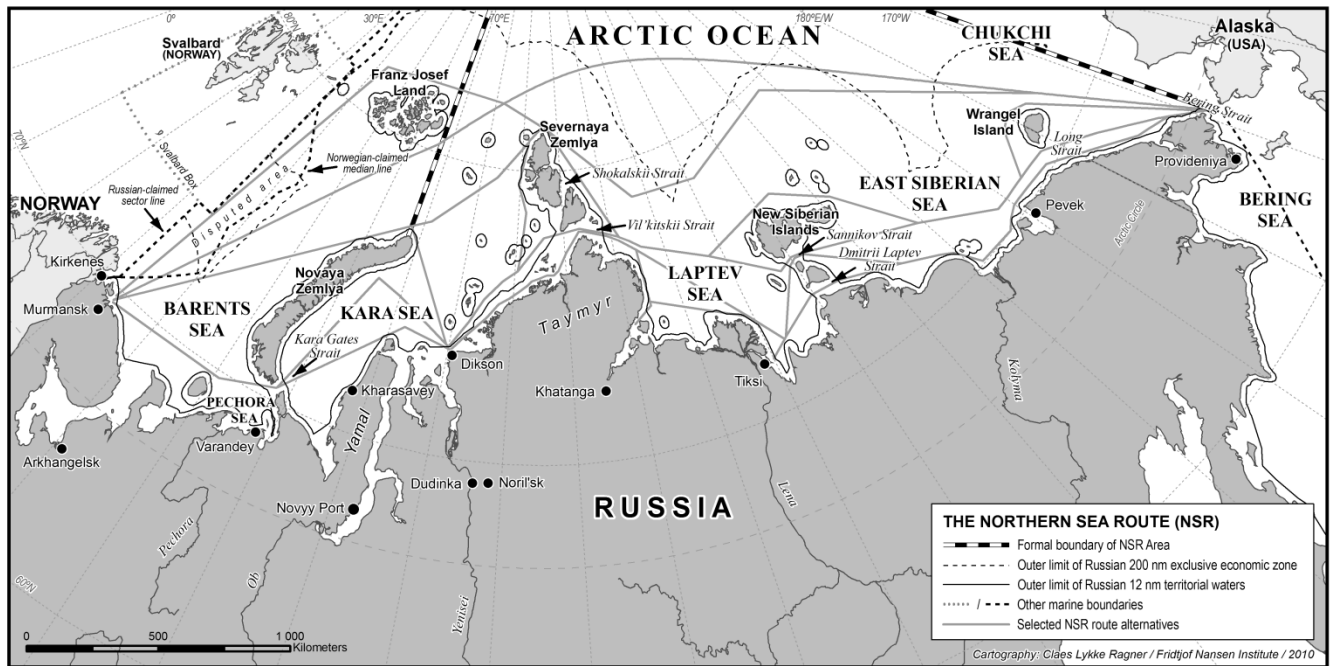 0°
80°N
30°E
70°E
180°E/W
170°W
ARCTIC OCEAN
CHUKCHI
SEA
Alaska
(USA)
Svalbard
(NORWAY)
Franz Josef
Land
Bering Strait
70°N
Svalbard Box
Norwegian-claimed
median line
Severnaya
Zemlya
Wrangel
Island
Long
Strait
Russian-claimed
sector line
Disputed area
Shokalskii Strait
Provideniya
NORWAY
EAST SIBERIAN
SEA
BERING
SEA
New Siberian
Islands
Pevek
Arctic Circle
Vil'kitskii Strait
Sannikov Strait
Dmitrii Laptev
Strait
Kirkenes
Novaya
Zemlya
LAPTEV
SEA
Murmansk
BARENTS
SEA
KARA SEA
Taymyr
Kara Gates
Strait
Dikson
Tiksi
Kolyma
Kharasavey
Khatanga
PECHORA
SEA
Varandey
Yamal
Arkhangelsk
Dudinka
Noril'sk
Lena
RUSSIA
Novyy Port
Pechora
Ob
Yenisei
60°N
THE NORTHERN SEA ROUTE (NSR)
Formal boundary of NSR Area
Outer limit of Russian 200 nm exclusive economic zone
Outer limit of Russian 12 nm territorial waters
/ Other marine boundaries
Selected NSR route alternatives
0 500 1 000
Kilometers
Cartography: Claes Lykke Ragner / Fridtjof Nansen Institute / 2010